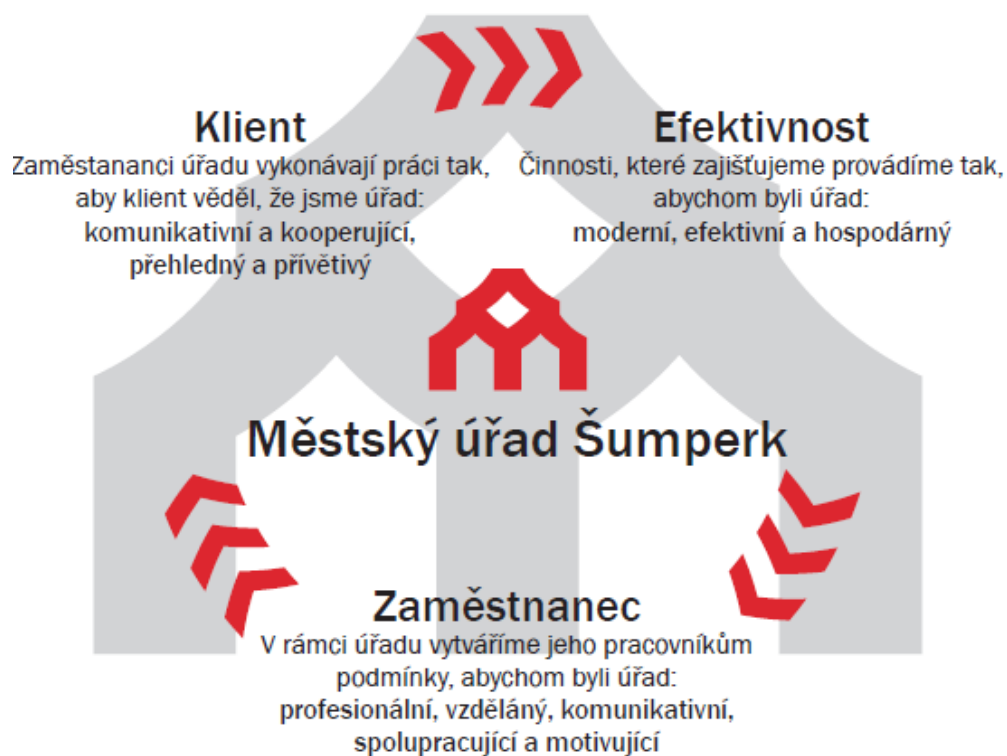 Klient
Zaměstananci úřadu vykonávají práci tak,
aby klient věděl, že jsme úřad:
komunikativní a kooperující,
přehledný a přívětivý
Efektivnost
Činnosti, které zajišťujeme provádíme tak,
abychom byli úřad:
moderní, efektivní a hospodárný
Městský úřad Šumperk
Zaměstnanec
V rámci úřadu vytváříme jeho pracovníkům
podmínky, abychom byli úřad:
profesionální, vzděláný, komunikativní,
spolupracující a motivující